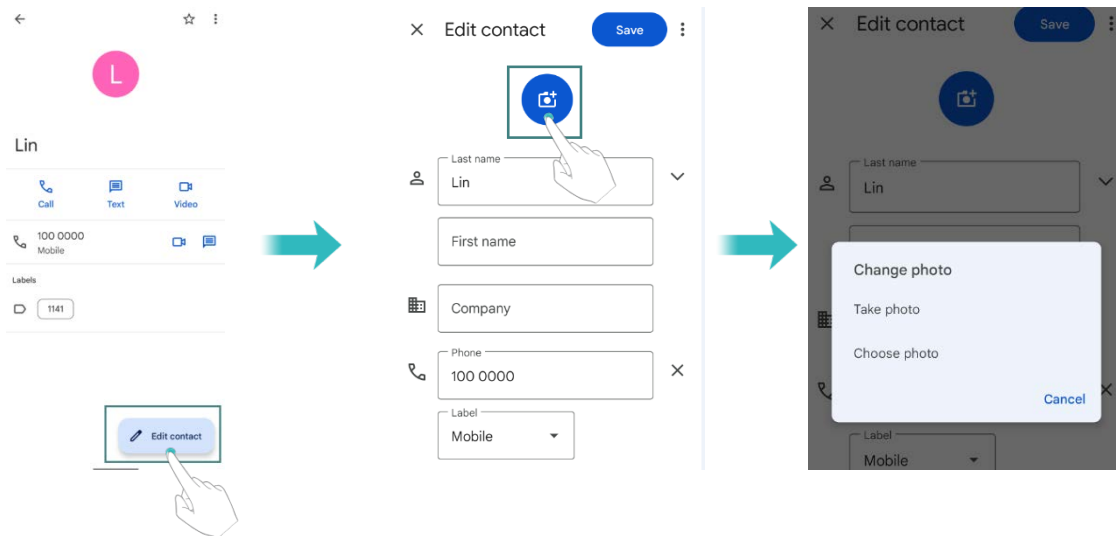 L
Lin
Call Text Video
100 0000
Mobile
Labels
1141
Edit contact
Edit contact Save
Last name
Lin
First name
Company
Phone
100 0000
Label
Mobile
Edit contact Save
Last name
Lin
Change photo
Take photo
Choose photo
Cancel
Label
Mobile